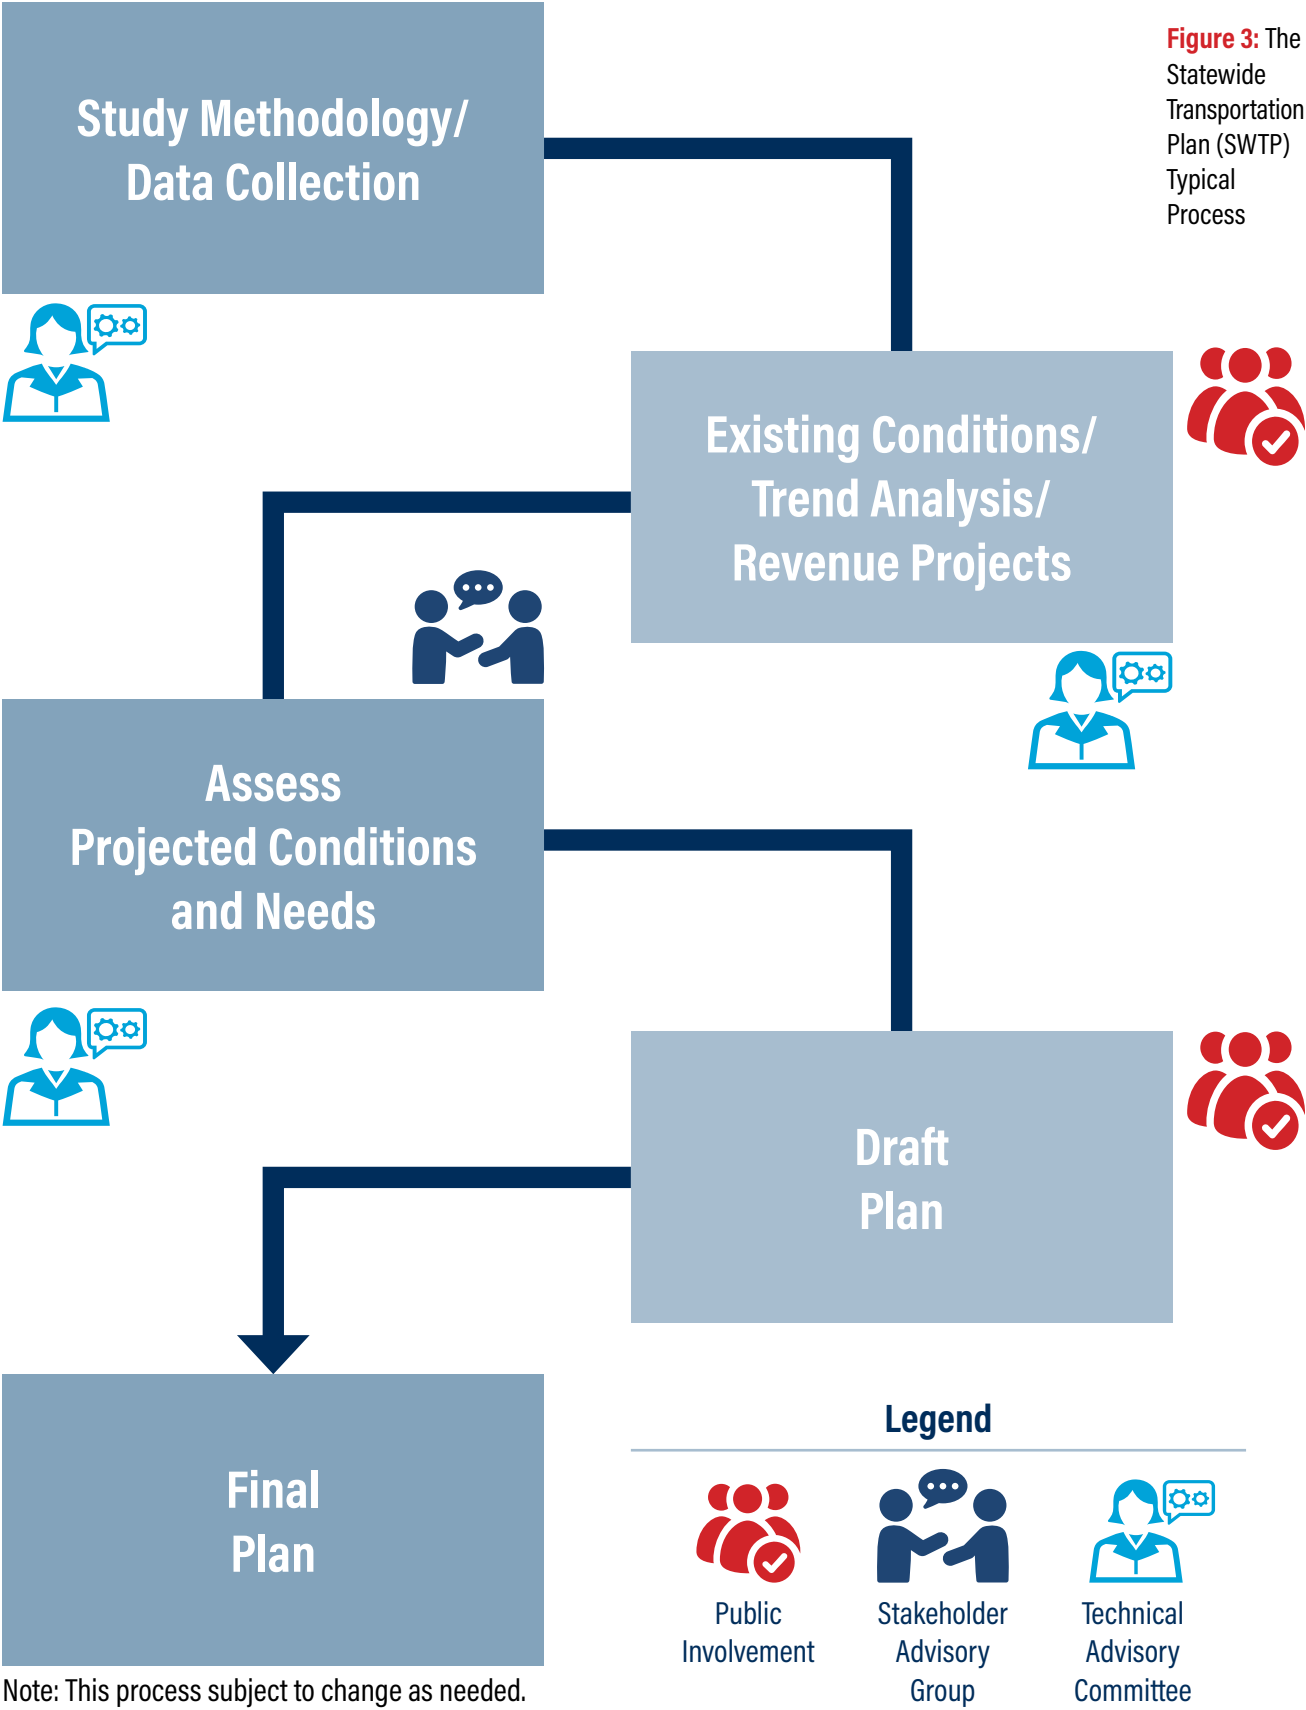 Study Methodology/
Data Collection
Figure 3: The
Statewide
Transportation
Plan (SWTP)
Typical
Process
Existing Conditions/
Trend Analysis/
Revenue Projects
Assess
Projected Conditions
and Needs
Draft
Plan
Final
Plan
Legend
Public
Involvement
Stakeholder
Advisory
Group
Technical
Advisory
Committee
Note: This process subject to change as needed.